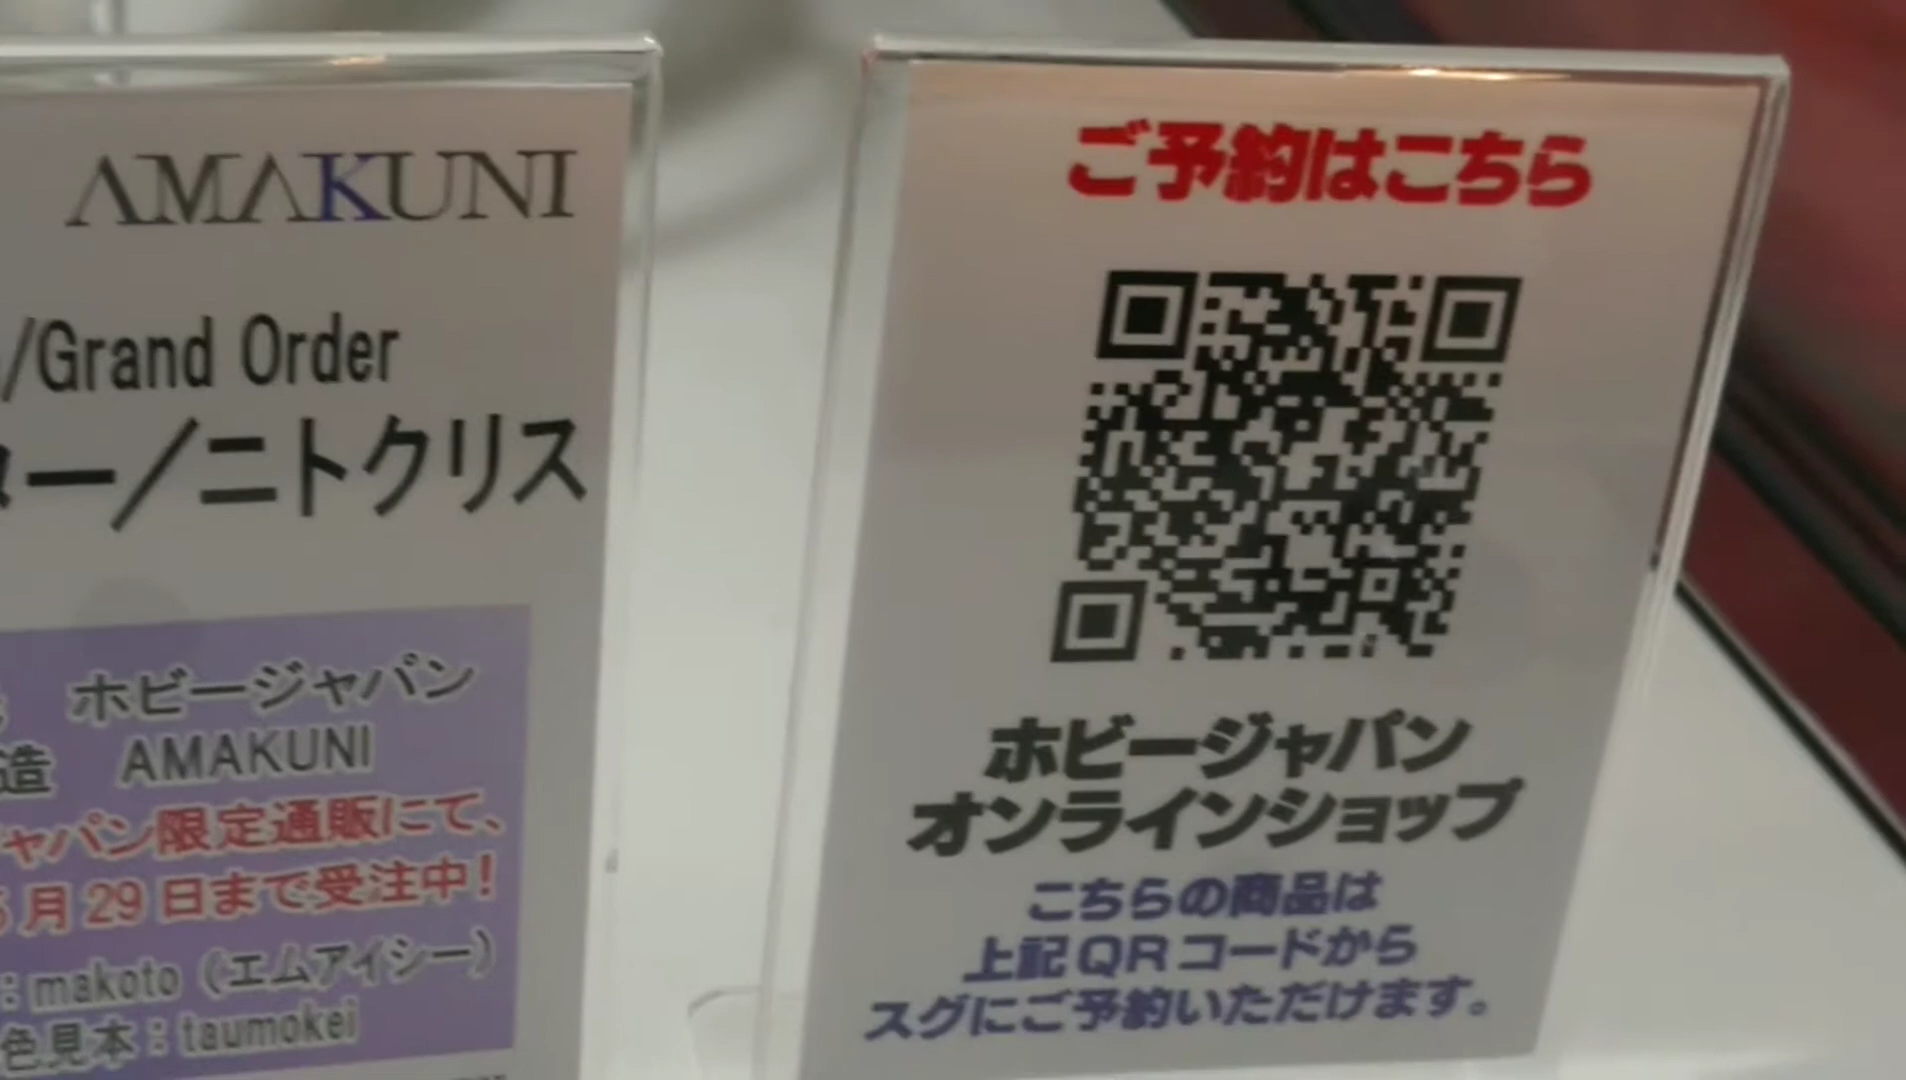 AMAKUNI
/Grand Order
ター/ニトクリス
ホビージャパン
造 AMAKUNI
ャパン限定通販にて、
月29日まで受注中!
:makoto(エムアイシー)
色見本:taumokei
ご予約はこちら
ホビージャパン
オンラインショップ
こちらの商品は
上記QRコードから
スグにご予約いただけます。